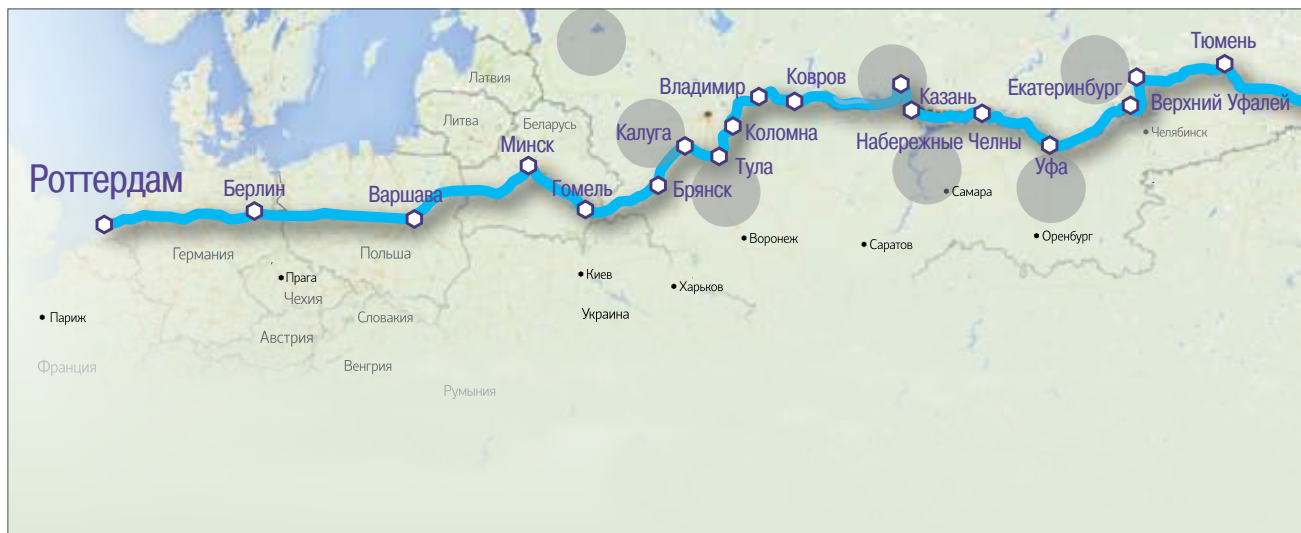 Тюмень
Латвия
Владимир
Ковров
Екатеринбург
Казань
Верхний Уфалей
Литва
Беларусь
Калуга
Коломна
Челябинск
Минск
Набережные Челны
Тула
Уфа
Роттердам
Берлин
Варшава
Гомель
Брянск
Самара
Воронеж
Саратов
Оренбург
Германия
Польша
Прага
Киев
Харьков
Чехия
Париж
Словакия
Украина
Австрия
Франция
Венгрия
Румыния